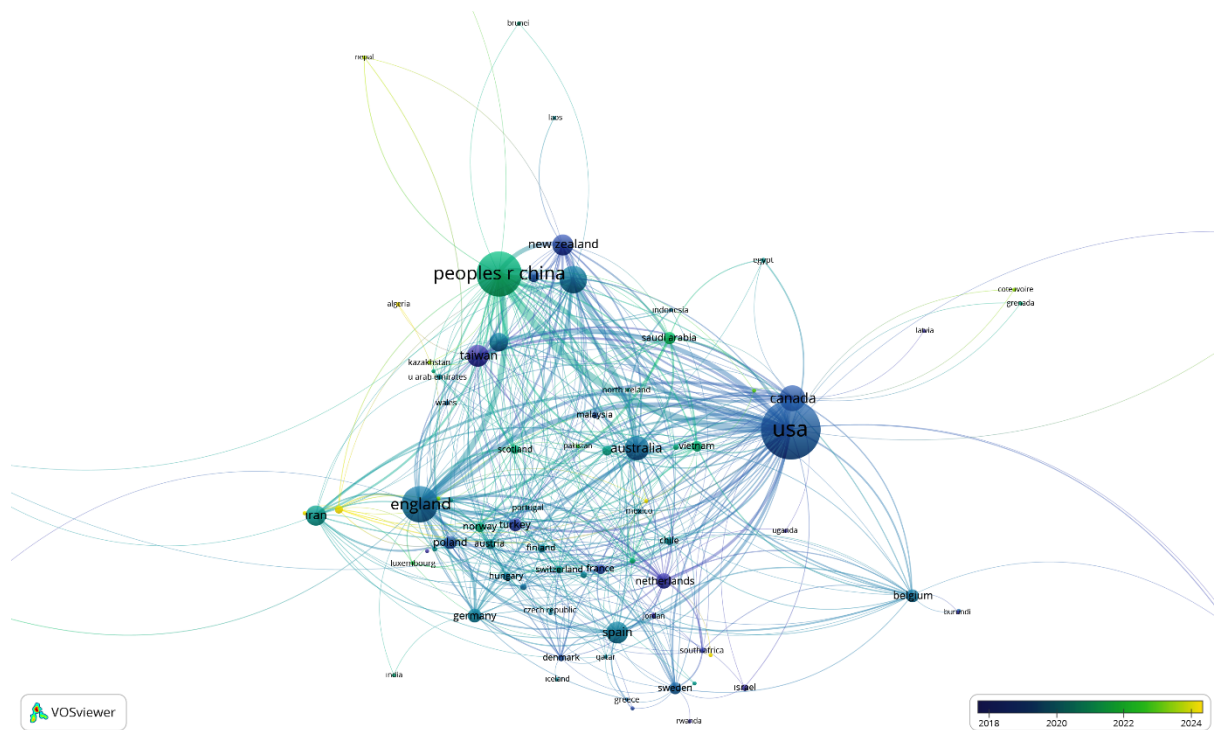 brunei
nepal
laos
new zealand
peoples r china
egypt
cote ivoire
grenada
algeria
indonesia
latvia
saudi arabia
taiwan
kazakhstan
u arab emirates
north ireland
canada
wales
malaysia
usa
scotland
pakistan
australia
vietnam
england
portugal
mexico
iran
norway
turkey
uganda
poland
austria
finland
chile
luxembourg
hungary
switzerland
france
netherlands
belgium
germany
czech republic
jordan
burundi
spain
denmark
qatar
south africa
india
iceland
sweden
israel
greece
rwanda
VOSviewer
2018 2020 2022 2024